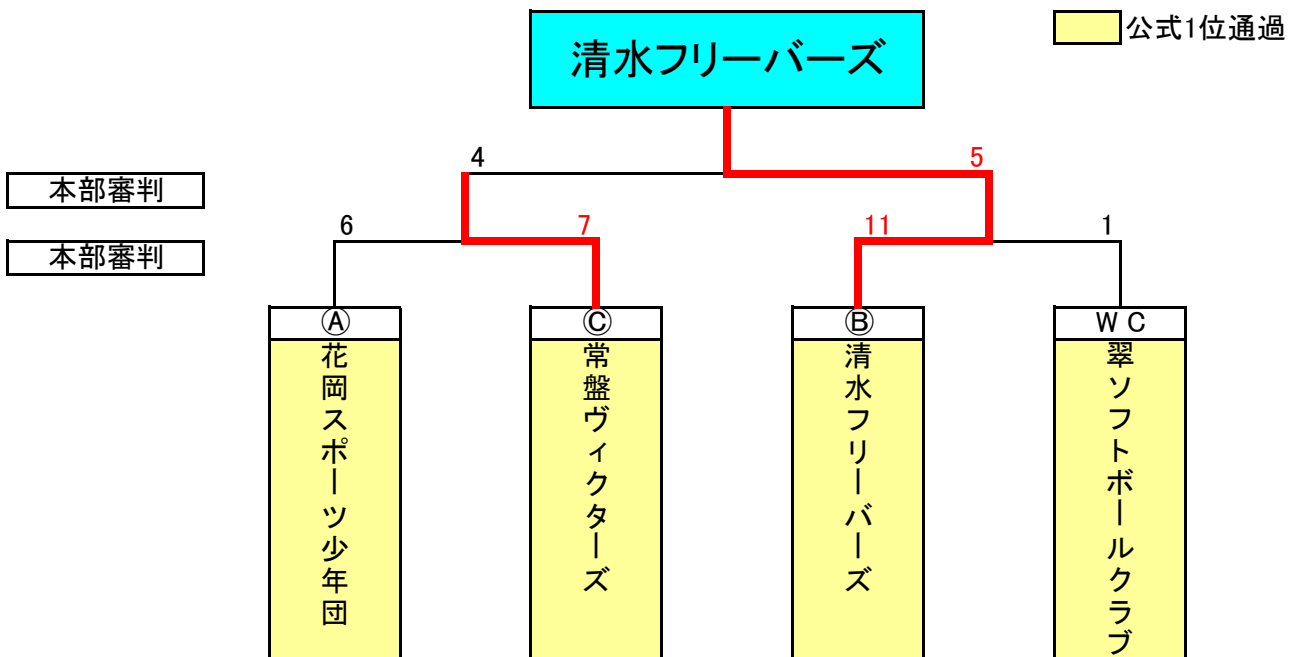 清水フリーバーズ
公式1位通過
4
5
本部審判
6
7
11
1
本部審判
Ⓐ
Ⓒ
Ⓑ
ＷＣ
花岡スポーツ少年団
常盤ヴィクターズ
清水フリーバーズ
翠ソフトボールクラブ